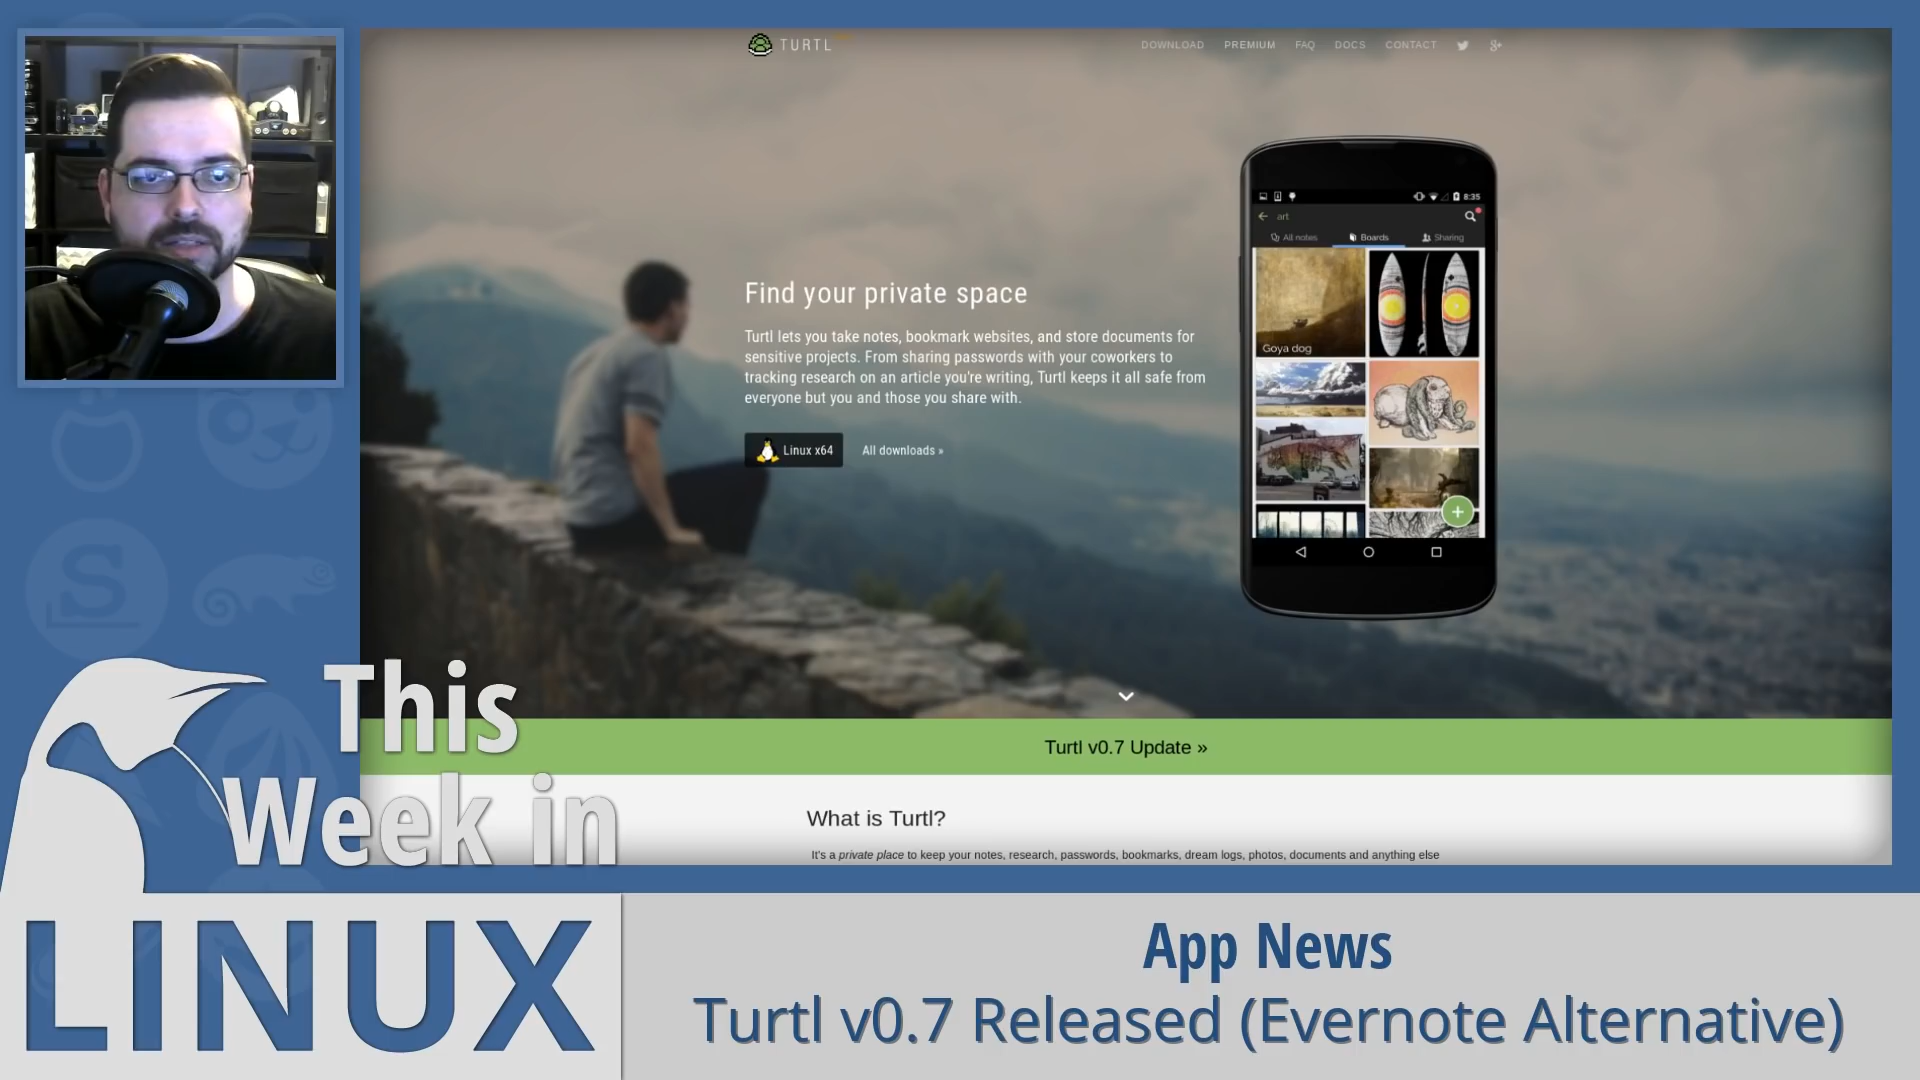 TURTL
DOWNLOAD PREMIUM FAQ DOCS CONTACT
8:35
art
All notes Boards Sharing
Goya dog
Find your private space
Turtl lets you take notes, bookmark websites, and store documents for
sensitive projects. From sharing passwords with your coworkers to
tracking research on an article you're writing, Turtl keeps it all safe from
everyone but you and those you share with.
Linux x64 All downloads »
Turtl v0.7 Update »
What is Turtl?
It's a private place to keep your notes, research, passwords, bookmarks, dream logs, photos, documents and anything else
This
Week in
LINUX
App News
Turtl v0.7 Released (Evernote Alternative)